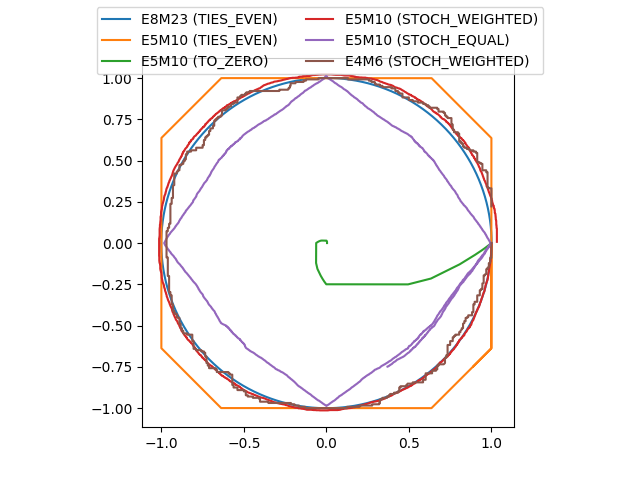 E8M23 (TIES_EVEN)
E5M10 (TIES_EVEN)
E5M10 (TO_ZERO)
E5M10 (STOCH_WEIGHTED)
E5M10 (STOCH_EQUAL)
E4M6 (STOCH_WEIGHTED)
1.00
0.75
0.50
0.25
0.00
−0.25
−0.50
−0.75
−1.00
−1.0 −0.5 0.0 0.5 1.0